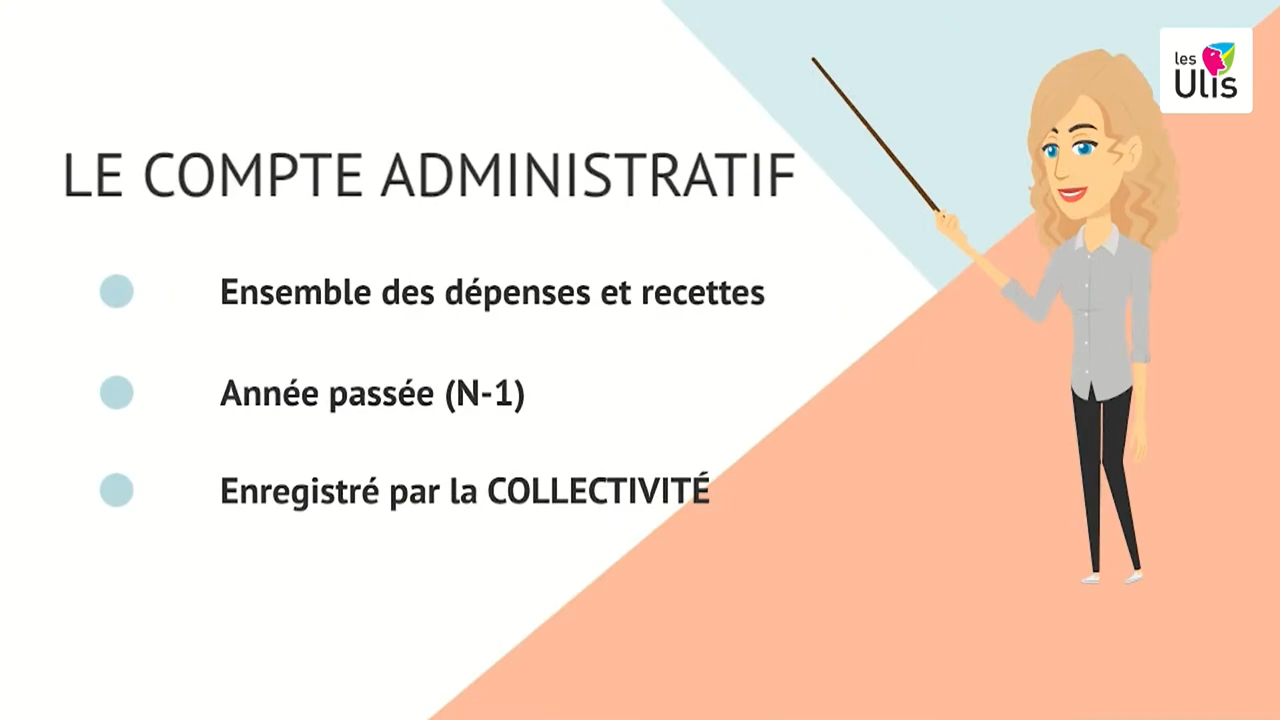 les
Ulis
LE COMPTE ADMINISTRATIF
Ensemble des dépenses et recettes
Année passée (N-1)
Enregistré par la COLLECTIVITÉ